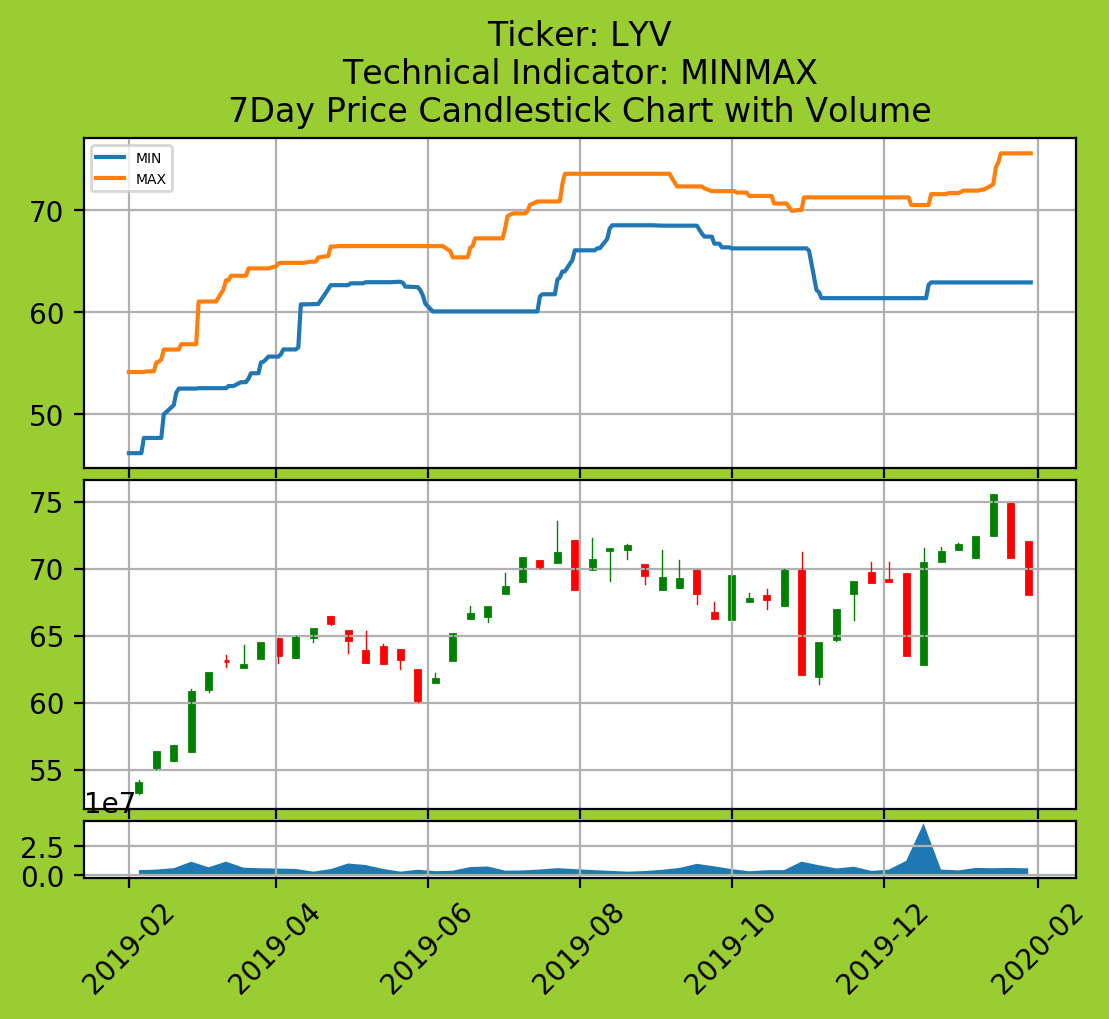 Ticker: LYV
Technical Indicator: MINMAX
7Day Price Candlestick Chart with Volume
MIN
MAX
70
60
50
75
70
65
60
55
1e7
2.5
0.0
2019-02
2019-04
2019-06
2019-08
2019-10
2019-12
2020-02